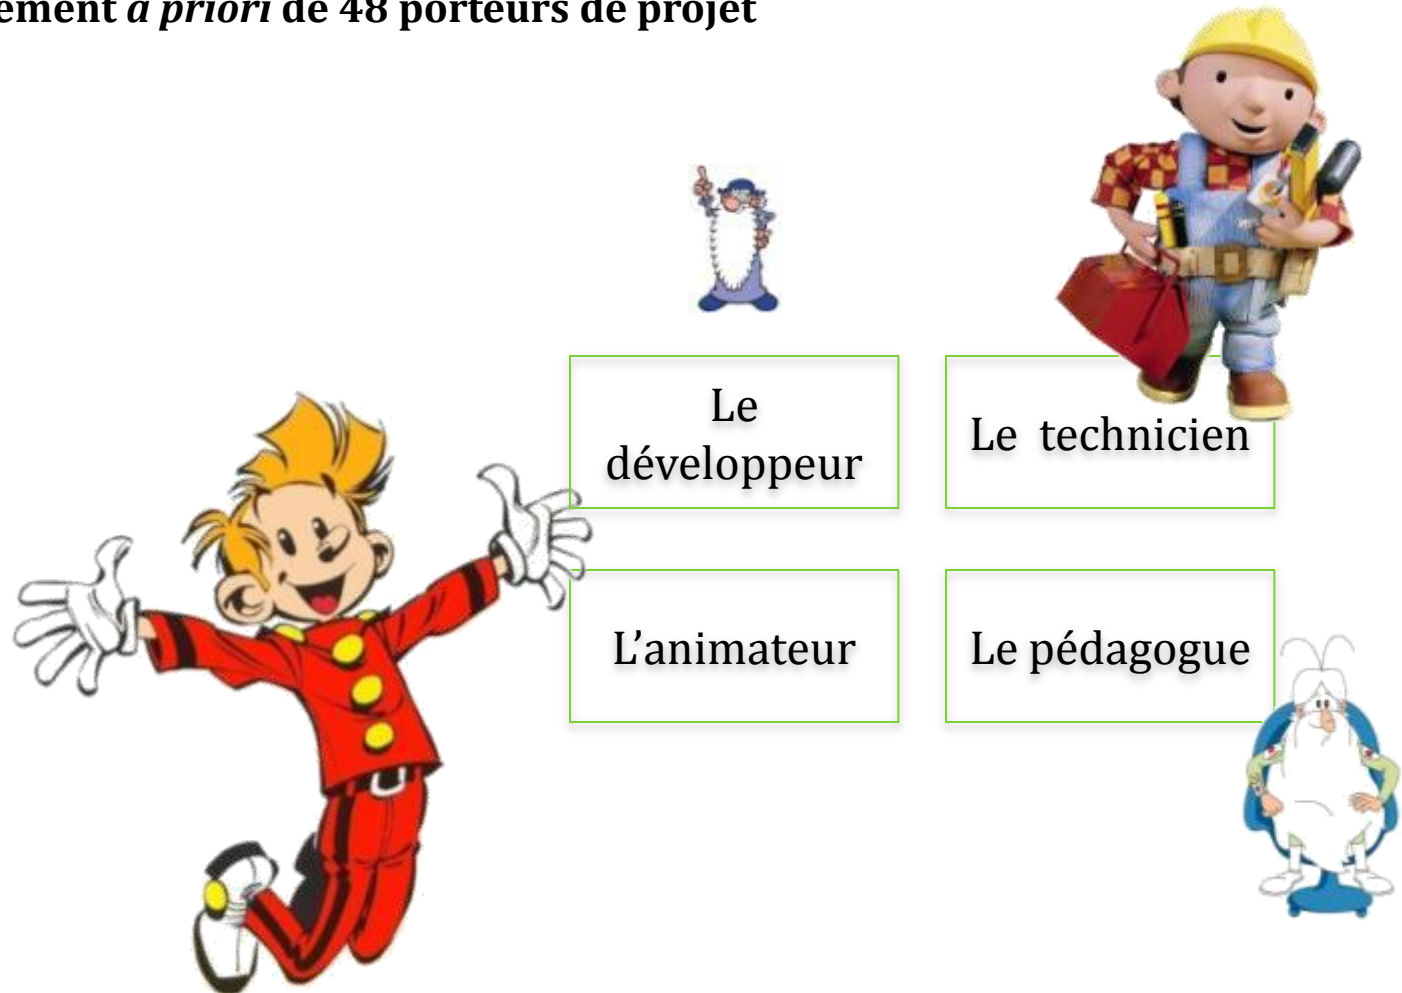 ement a priori de 48 porteurs de projet
Le
développeur
Le technicien
L’animateur
Le pédagogue